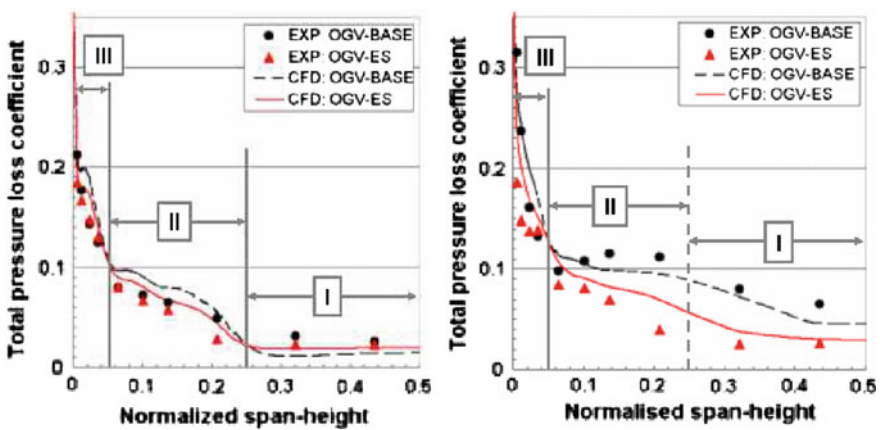 Total pressure loss coefficient
0.3
0.2
0.1
0
III
II
I
EXP: OGV-BASE
EXP: OGV-ES
CFD: OGV-BASE
CFD: OGV-ES
0 0.1 0.2 0.3 0.4 0.5
Normalized span-height
Total pressure loss coefficient
0.3
0.2
0.1
0
III
II
I
EXP: OGV-BASE
EXP: OGV-ES
CFD: OGV-BASE
CFD: OGV-ES
0 0.1 0.2 0.3 0.4 0.5
Normalised span-height